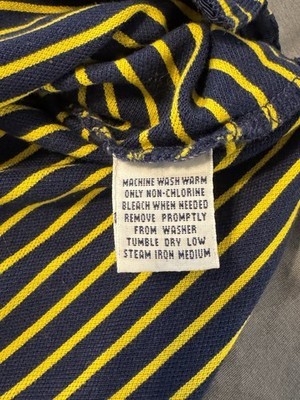 MACHINE WASH WARM
ONLY NON-CHLORINE
BLEACH WHEN NEEDED
REMOVE PROMPTLY
FROM WASHER
TUMBLE DRY LOW
STEAM IRON MEDIUM